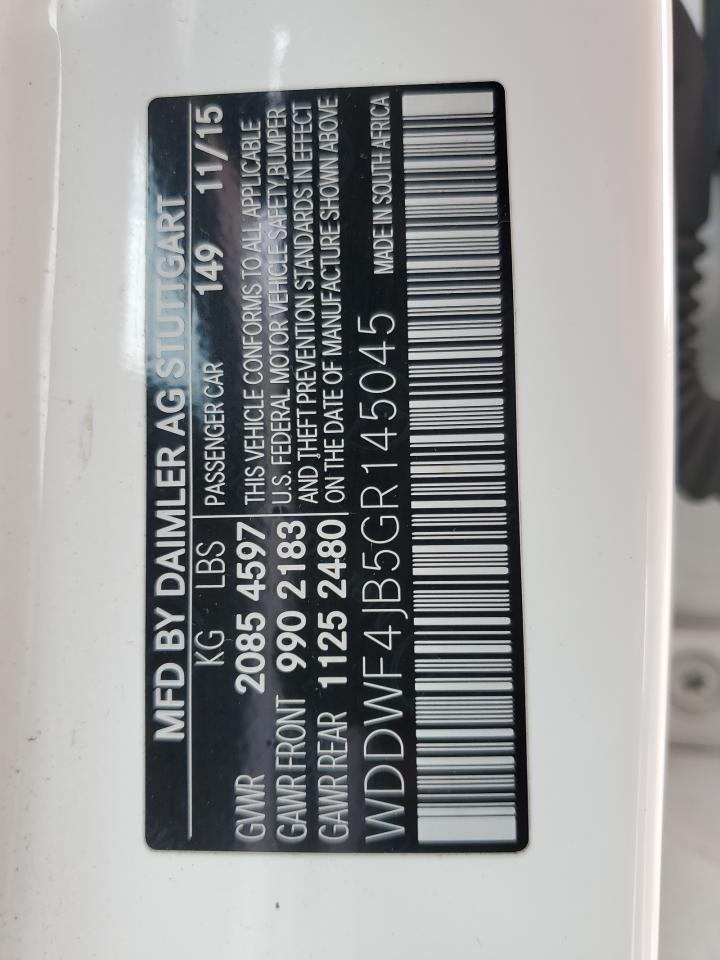 MFD BY DAIMLER AG STUTTGART
KG LBS PASSENGER CAR 149 11/15
GVWR 2085 4597 THIS VEHICLE CONFORMS TO ALL APPLICABLE
GAWR FRONT 990 2183 U.S. FEDERAL MOTOR VEHICLE SAFETY,BUMPER
AND THEFT PREVENTION STANDARDS IN EFFECT
GAWR REAR 1125 2480 ON THE DATE OF MANUFACTURE SHOWN ABOVE
WDDWF4JB5GR145045 MADE IN SOUTH AFRICA